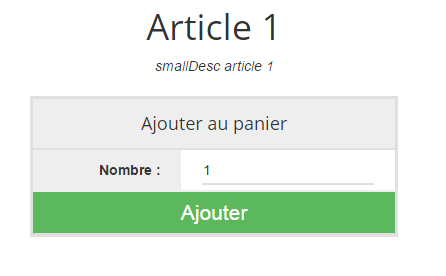 Article 1
smallDesc article 1
Ajouter au panier
Nombre : 1
Ajouter